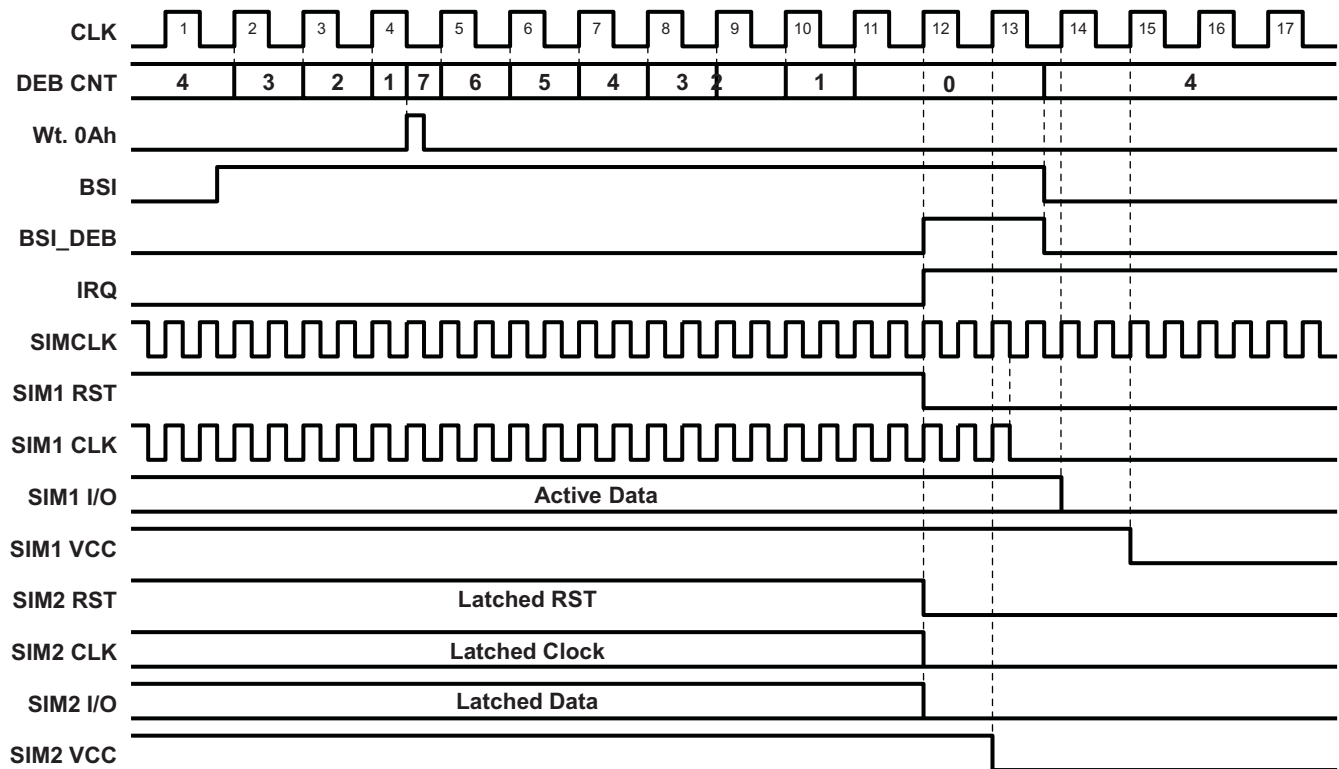 CLK 1 2 3 4 5 6 7 8 9 10 11 12 13 14 15 16 17
DEB CNT 4 3 2 1 7 6 5 4 3 2 1 0 4
Wt. 0Ah
BSI
BSI_DEB
IRQ
SIMCLK
SIM1 RST
SIM1 CLK
SIM1 I/O Active Data
SIM1 VCC
SIM2 RST Latched RST
SIM2 CLK Latched Clock
SIM2 I/O Latched Data
SIM2 VCC